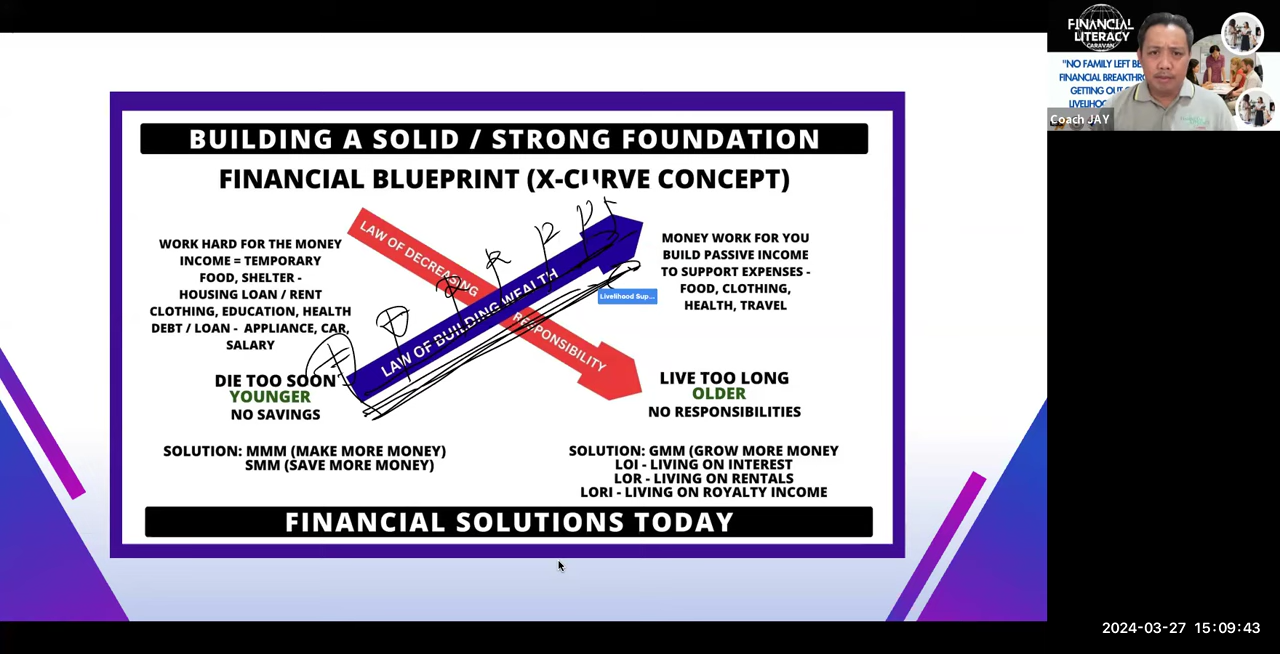 BUILDING A SOLID / STRONG FOUNDATION
FINANCIAL BLUEPRINT (X-CURVE CONCEPT)
WORK HARD FOR THE MONEY
INCOME = TEMPORARY
FOOD, SHELTER -
HOUSING LOAN / RENT
CLOTHING, EDUCATION, HEALTH
DEBT / LOAN - APPLIANCE, CAR,
SALARY
DIE TOO SOON
YOUNGER
NO SAVINGS
SOLUTION: MMM (MAKE MORE MONEY)
SMM (SAVE MORE MONEY)
LAW OF DECREASING
RESPONSIBILITY
LAW OF BUILDING WEALTH
Livelihood Sup...
MONEY WORK FOR YOU
BUILD PASSIVE INCOME
TO SUPPORT EXPENSES -
FOOD, CLOTHING,
HEALTH, TRAVEL
LIVE TOO LONG
OLDER
NO RESPONSIBILITIES
SOLUTION: GMM (GROW MORE MONEY
LOI - LIVING ON INTEREST
LOR - LIVING ON RENTALS
LORI - LIVING ON ROYALTY INCOME
FINANCIAL SOLUTIONS TODAY
FINANCIAL
LITERACY
CARAVAN
"NO FAMILY LEFT
FINANCIAL
GETTING OUT
Coach JAY
2024-03-27 15:09:43